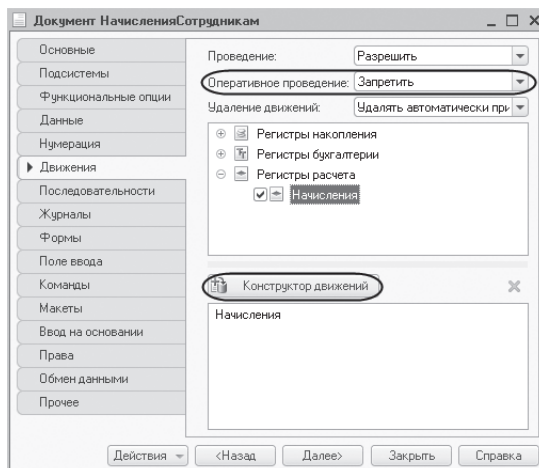 Документ НачисленияСотрудникам
Основные
Подсистемы
Функциональные опции
Данные
Нумерация
Движения
Последовательности
Журналы
Формы
Поле ввода
Команды
Макеты
Ввод на основании
Права
Обмен данными
Прочее
Проведение: Разрешить
Оперативное проведение: Запретить
Удаление движений: Удалять автоматически при
Регистры накопления
Регистры бухгалтерии
Регистры расчета
Начисления
Конструктор движений
Начисления
Действия <Назад Далее> Закрыть Справка